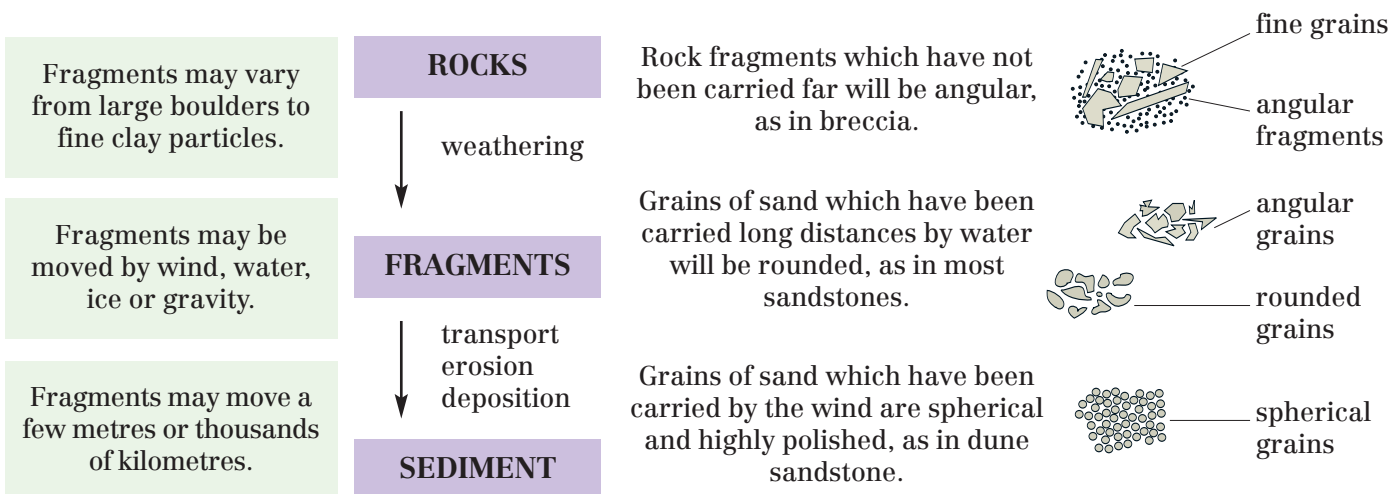 Fragments may vary
from large boulders to
fine clay particles.
Fragments may be
moved by wind, water,
ice or gravity.
Fragments may move a
few metres or thousands
of kilometres.
ROCKS
weathering
FRAGMENTS
transport
erosion
deposition
SEDIMENT
Rock fragments which have not
been carried far will be angular,
as in breccia.
fine grains
angular
fragments
Grains of sand which have been
carried long distances by water
will be rounded, as in most
sandstones.
angular
grains
rounded
grains
Grains of sand which have been
carried by the wind are spherical
and highly polished, as in dune
sandstone.
spherical
grains